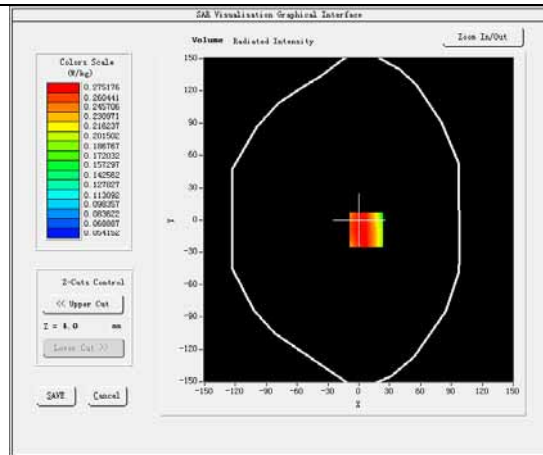 SAR Visualisation Graphical Interface
Volume Radiated Intensity
Zoom In/Out
Colors Scale
(W/kg)
0.275176
0.260441
0.245706
0.230971
0.216237
0.201502
0.186767
0.172032
0.157297
0.142562
0.127827
0.113092
0.098357
0.083622
0.068887
0.054152
150
120
90
60
30
0
-30
-60
-90
-120
-150
Y
-150 -120 -90 -60 -30 0 30 60 90 120 150
X
Z-Cuts Control
<< Upper Cut
Z = 4.0 mm
Lower Cut >>
SAVE Cancel